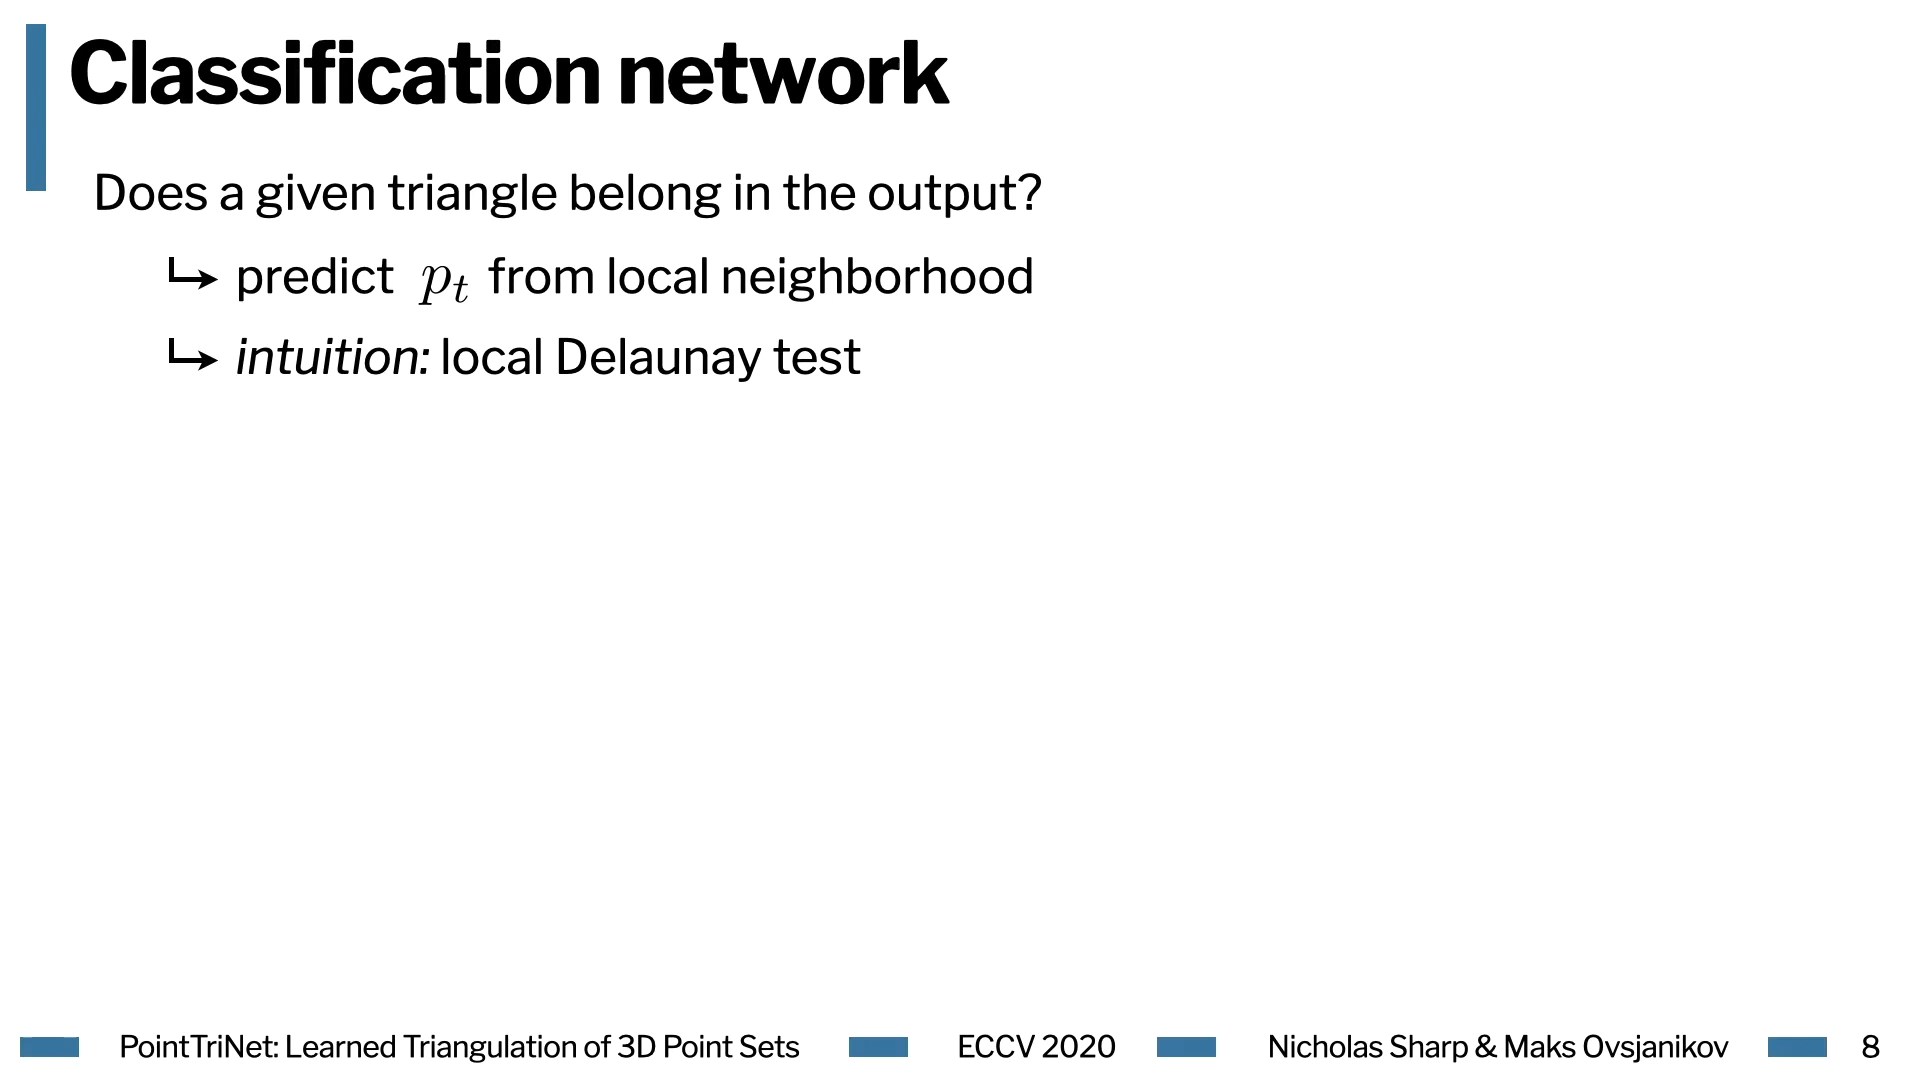 Classification network
Does a given triangle belong in the output?
↳ predict p_t from local neighborhood
↳ intuition: local Delaunay test
PointTriNet: Learned Triangulation of 3D Point Sets
ECCV 2020
Nicholas Sharp & Maks Ovsjanikov
8